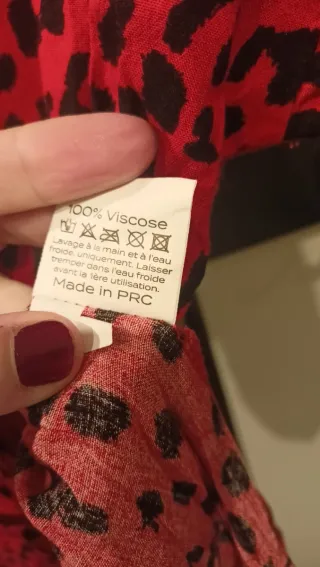 100% Viscose
Lavage à la main et à l'eau
froide, uniquement. Laisser
tremper dans l'eau froide
avant la 1ère utilisation.
Made in PRC